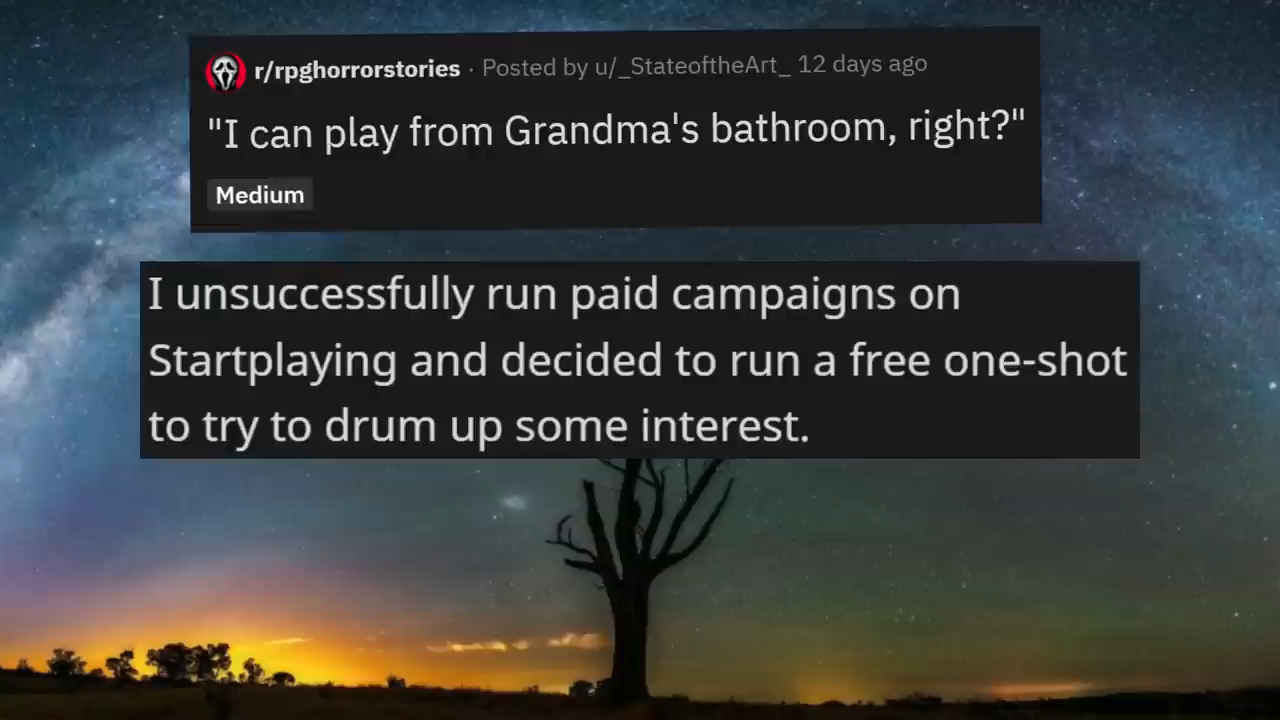 r/rpghorrorstories · Posted by u/_StateoftheArt_ 12 days ago
"I can play from Grandma's bathroom, right?"
Medium
I unsuccessfully run paid campaigns on
Startplaying and decided to run a free one-shot
to try to drum up some interest.